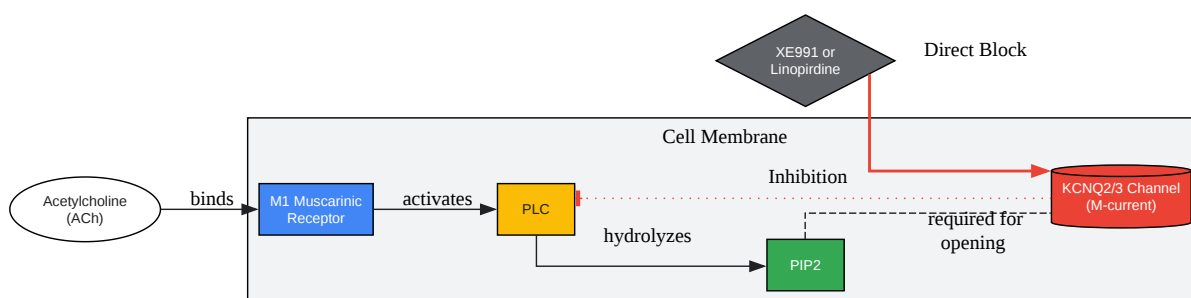 XE991 or
Linopirdine
Direct Block
Cell Membrane
Acetylcholine
(ACh)
binds
M1 Muscarinic
Receptor
activates
PLC
Inhibition
KCNQ2/3 Channel
(M-current)
hydrolyzes
required for
opening
PIP2